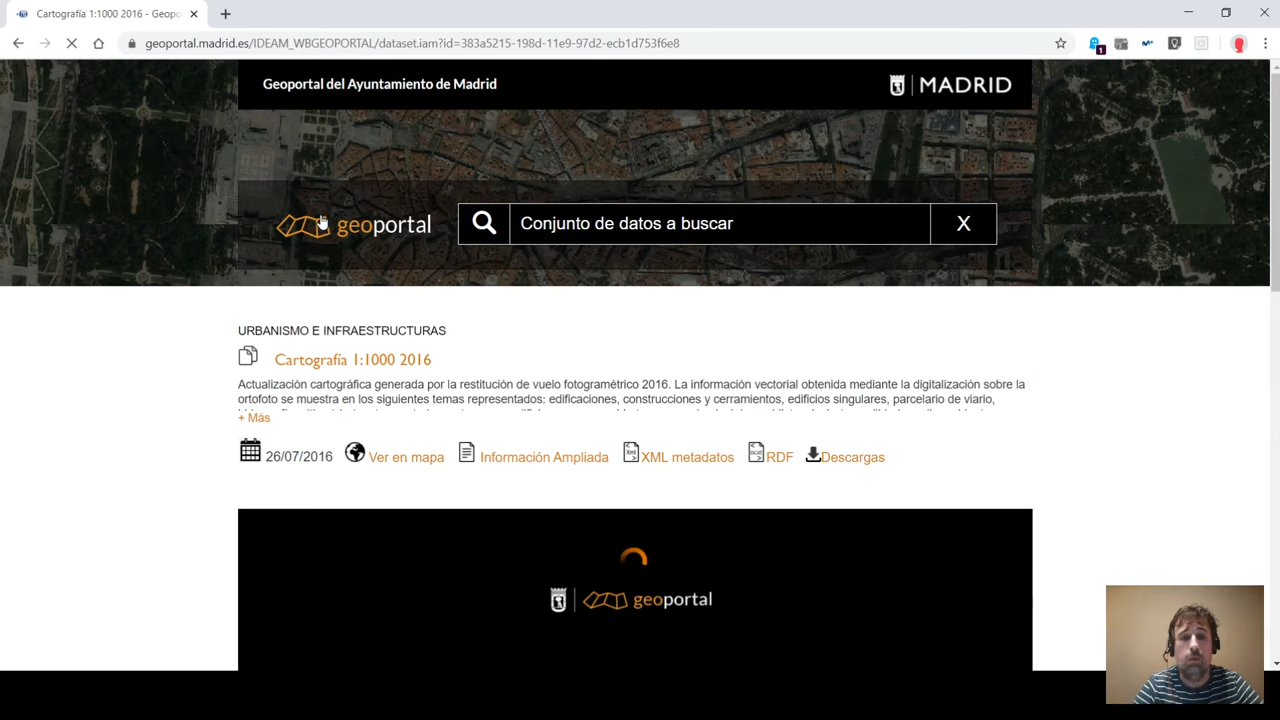 Cartografía 1:1000 2016 - Geopo
geoportal.madrid.es/IDEAM_WBGEOPORTAL/dataset.iam?id=383a5215-198d-11e9-97d2-ecb1d753f6e8
1
Geoportal del Ayuntamiento de Madrid
MADRID
geoportal
Conjunto de datos a buscar
X
URBANISMO E INFRAESTRUCTURAS
Cartografía 1:1000 2016
Actualización cartográfica generada por la restitución de vuelo fotogramétrico 2016. La información vectorial obtenida mediante la digitalización sobre la
ortofoto se muestra en los siguientes temas representados: edificaciones, construcciones y cerramientos, edificios singulares, parcelario de viario,
+ Más
26/07/2016 Ver en mapa Información Ampliada XML metadatos RDF Descargas
geoportal